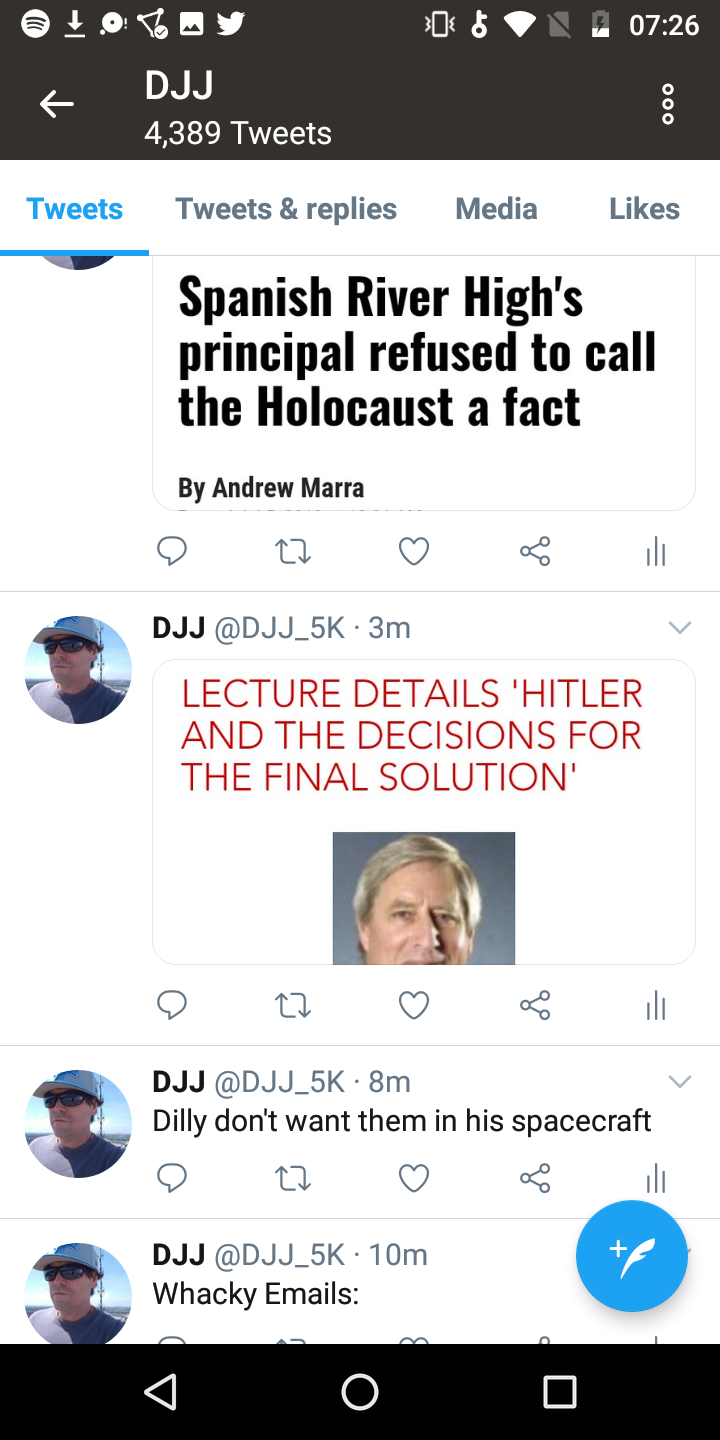 07:26
DJJ
4,389 Tweets
Tweets Tweets & replies Media Likes
Spanish River High's
principal refused to call
the Holocaust a fact
By Andrew Marra
DJJ @DJJ_5K · 3m
LECTURE DETAILS 'HITLER
AND THE DECISIONS FOR
THE FINAL SOLUTION'
DJJ @DJJ_5K · 8m
Dilly don't want them in his spacecraft
DJJ @DJJ_5K · 10m
Whacky Emails: